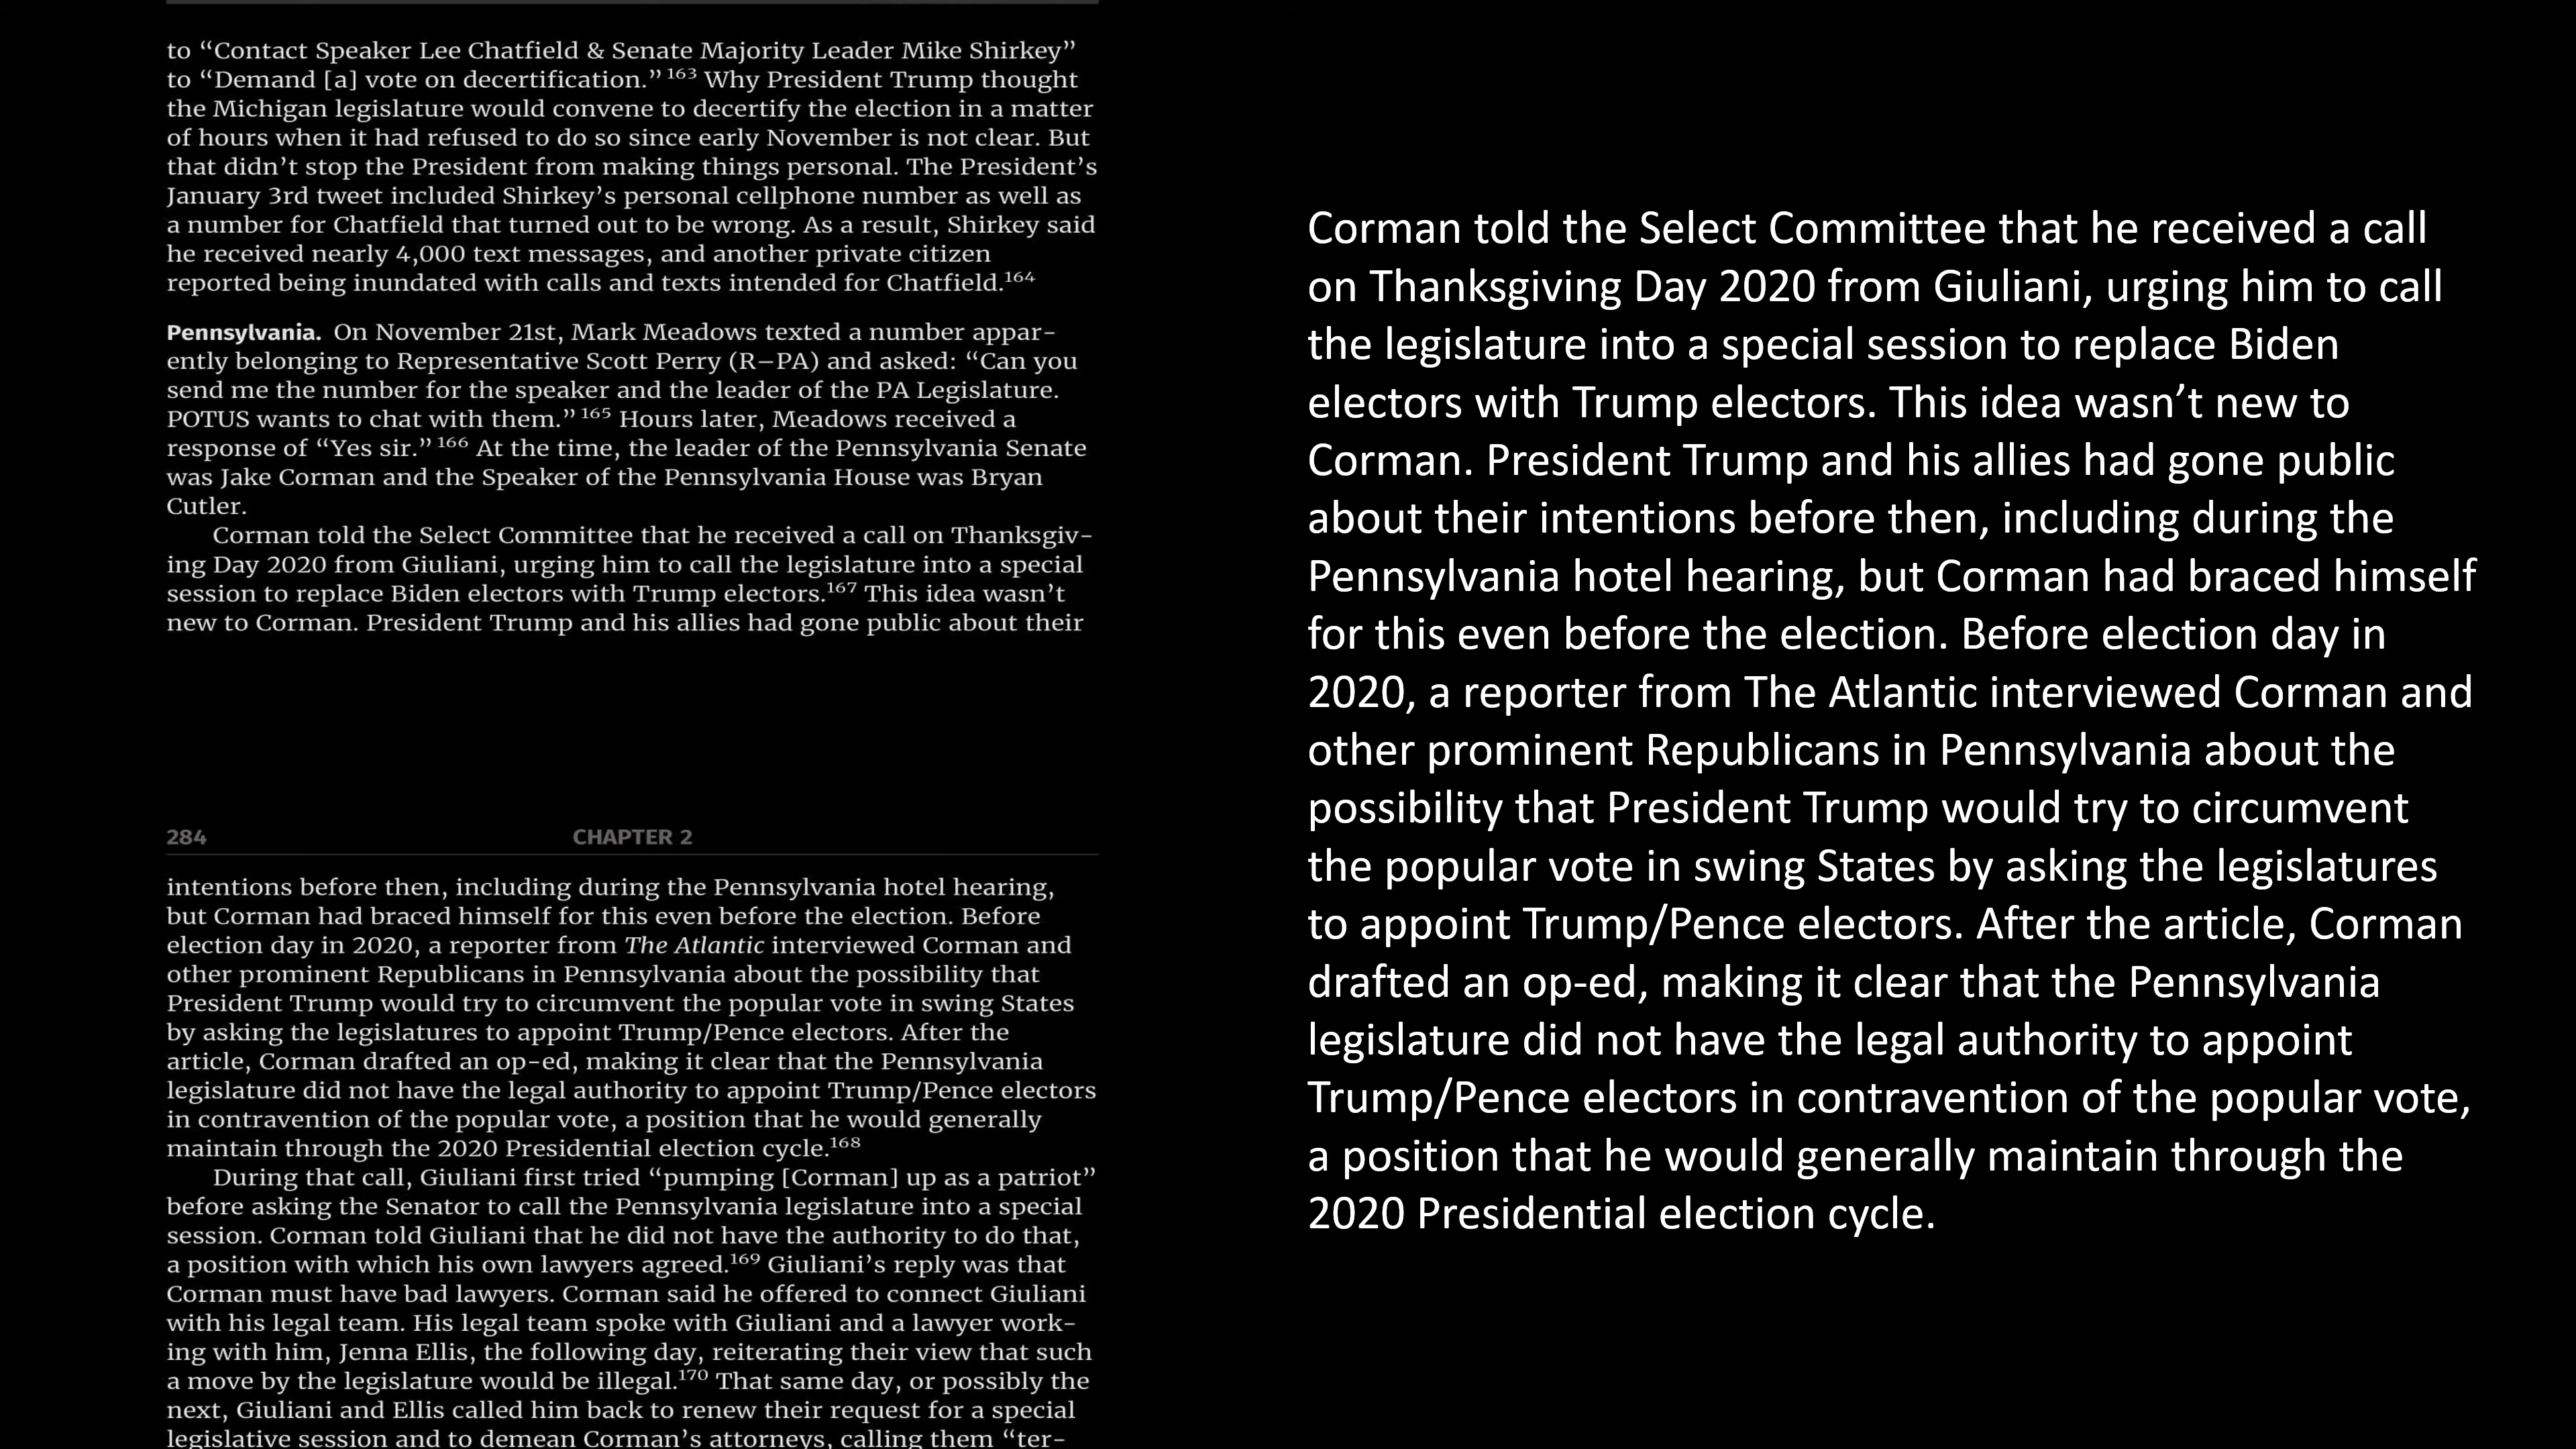 to “Contact Speaker Lee Chatfield & Senate Majority Leader Mike Shirkey”
to “Demand [a] vote on decertification.”163 Why President Trump thought
the Michigan legislature would convene to decertify the election in a matter
of hours when it had refused to do so since early November is not clear. But
that didn’t stop the President from making things personal. The President’s
January 3rd tweet included Shirkey’s personal cellphone number as well as
a number for Chatfield that turned out to be wrong. As a result, Shirkey said
he received nearly 4,000 text messages, and another private citizen
reported being inundated with calls and texts intended for Chatfield.164
Pennsylvania. On November 21st, Mark Meadows texted a number appar-
ently belonging to Representative Scott Perry (R–PA) and asked: “Can you
send me the number for the speaker and the leader of the PA Legislature.
POTUS wants to chat with them.”165 Hours later, Meadows received a
response of “Yes sir.”166 At the time, the leader of the Pennsylvania Senate
was Jake Corman and the Speaker of the Pennsylvania House was Bryan
Cutler.
Corman told the Select Committee that he received a call on Thanksgiv-
ing Day 2020 from Giuliani, urging him to call the legislature into a special
session to replace Biden electors with Trump electors.167 This idea wasn’t
new to Corman. President Trump and his allies had gone public about their
284 CHAPTER 2
intentions before then, including during the Pennsylvania hotel hearing,
but Corman had braced himself for this even before the election. Before
election day in 2020, a reporter from The Atlantic interviewed Corman and
other prominent Republicans in Pennsylvania about the possibility that
President Trump would try to circumvent the popular vote in swing States
by asking the legislatures to appoint Trump/Pence electors. After the
article, Corman drafted an op-ed, making it clear that the Pennsylvania
legislature did not have the legal authority to appoint Trump/Pence electors
in contravention of the popular vote, a position that he would generally
maintain through the 2020 Presidential election cycle.168
During that call, Giuliani first tried “pumping [Corman] up as a patriot”
before asking the Senator to call the Pennsylvania legislature into a special
session. Corman told Giuliani that he did not have the authority to do that,
a position with which his own lawyers agreed.169 Giuliani’s reply was that
Corman must have bad lawyers. Corman said he offered to connect Giuliani
with his legal team. His legal team spoke with Giuliani and a lawyer work-
ing with him, Jenna Ellis, the following day, reiterating their view that such
a move by the legislature would be illegal.170 That same day, or possibly the
next, Giuliani and Ellis called him back to renew their request for a special
legislative session and to demean Corman’s attorneys, calling them “ter-
Corman told the Select Committee that he received a call
on Thanksgiving Day 2020 from Giuliani, urging him to call
the legislature into a special session to replace Biden
electors with Trump electors. This idea wasn’t new to
Corman. President Trump and his allies had gone public
about their intentions before then, including during the
Pennsylvania hotel hearing, but Corman had braced himself
for this even before the election. Before election day in
2020, a reporter from The Atlantic interviewed Corman and
other prominent Republicans in Pennsylvania about the
possibility that President Trump would try to circumvent
the popular vote in swing States by asking the legislatures
to appoint Trump/Pence electors. After the article, Corman
drafted an op-ed, making it clear that the Pennsylvania
legislature did not have the legal authority to appoint
Trump/Pence electors in contravention of the popular vote,
a position that he would generally maintain through the
2020 Presidential election cycle.